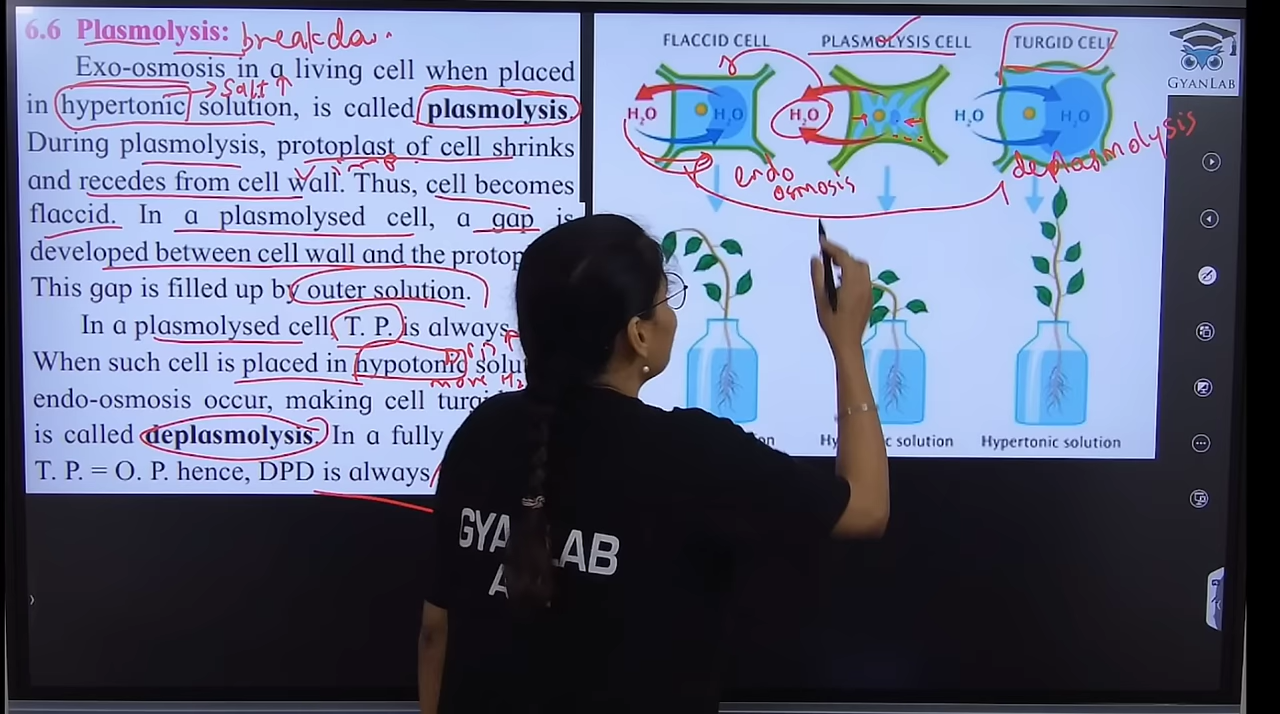 6.6 Plasmolysis: breakdo
Exo-osmosis in a living cell when placed
salt ↑
in hypertonic solution, is called plasmolysis.
During plasmolysis, protoplast of cell shrinks
and recedes from cell wall. Thus, cell becomes
flaccid. In a plasmolysed cell, a gap is
developed between cell wall and the protop
This gap is filled up by outer solution.
In a plasmolysed cell, T. P. is always
When such cell is placed in hypotonic solu
more H2
endo-osmosis occur, making cell turgi
is called deplasmolysis. In a fully
T. P. = O. P. hence, DPD is always
FLACCID CELL
PLASMOLYSIS CELL
TURGID CELL
GYANLAB
H2O
H2O
H2O
H2O
H2O
endo
osmosis
deplasmolysis
solution
Hypertonic solution
GYA LAB
A